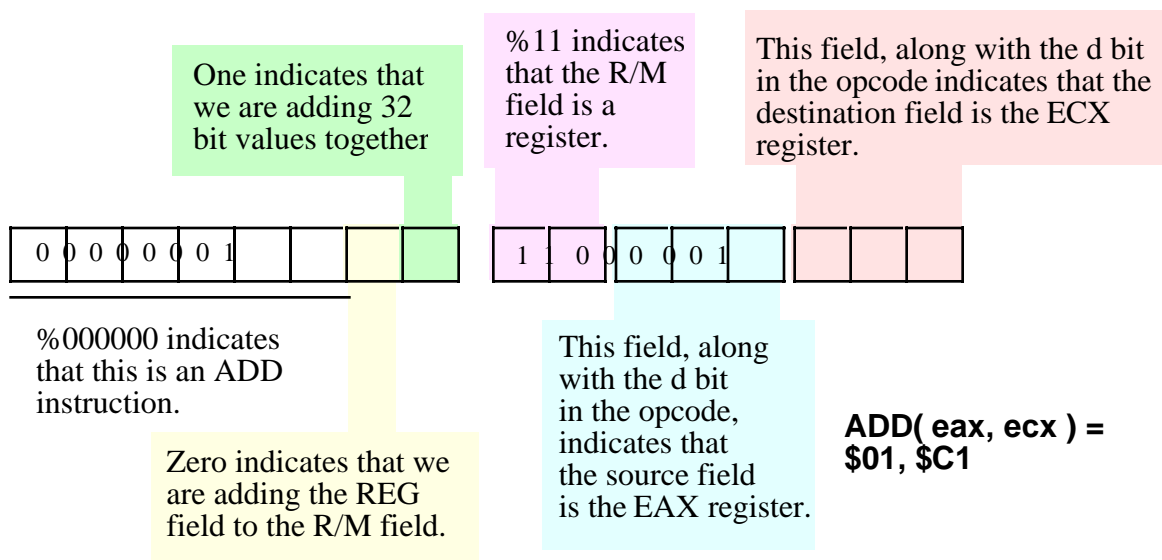 One indicates that
we are adding 32
bit values together
%11 indicates
that the R/M
field is a
register.
This field, along with the d bit
in the opcode indicates that the
destination field is the ECX
register.
0 0 0 0 0 0 0 1
1 1 0 0 0 0 0 1
%000000 indicates
that this is an ADD
instruction.
Zero indicates that we
are adding the REG
field to the R/M field.
This field, along
with the d bit
in the opcode,
indicates that
the source field
is the EAX register.
ADD( eax, ecx ) =
$01, $C1